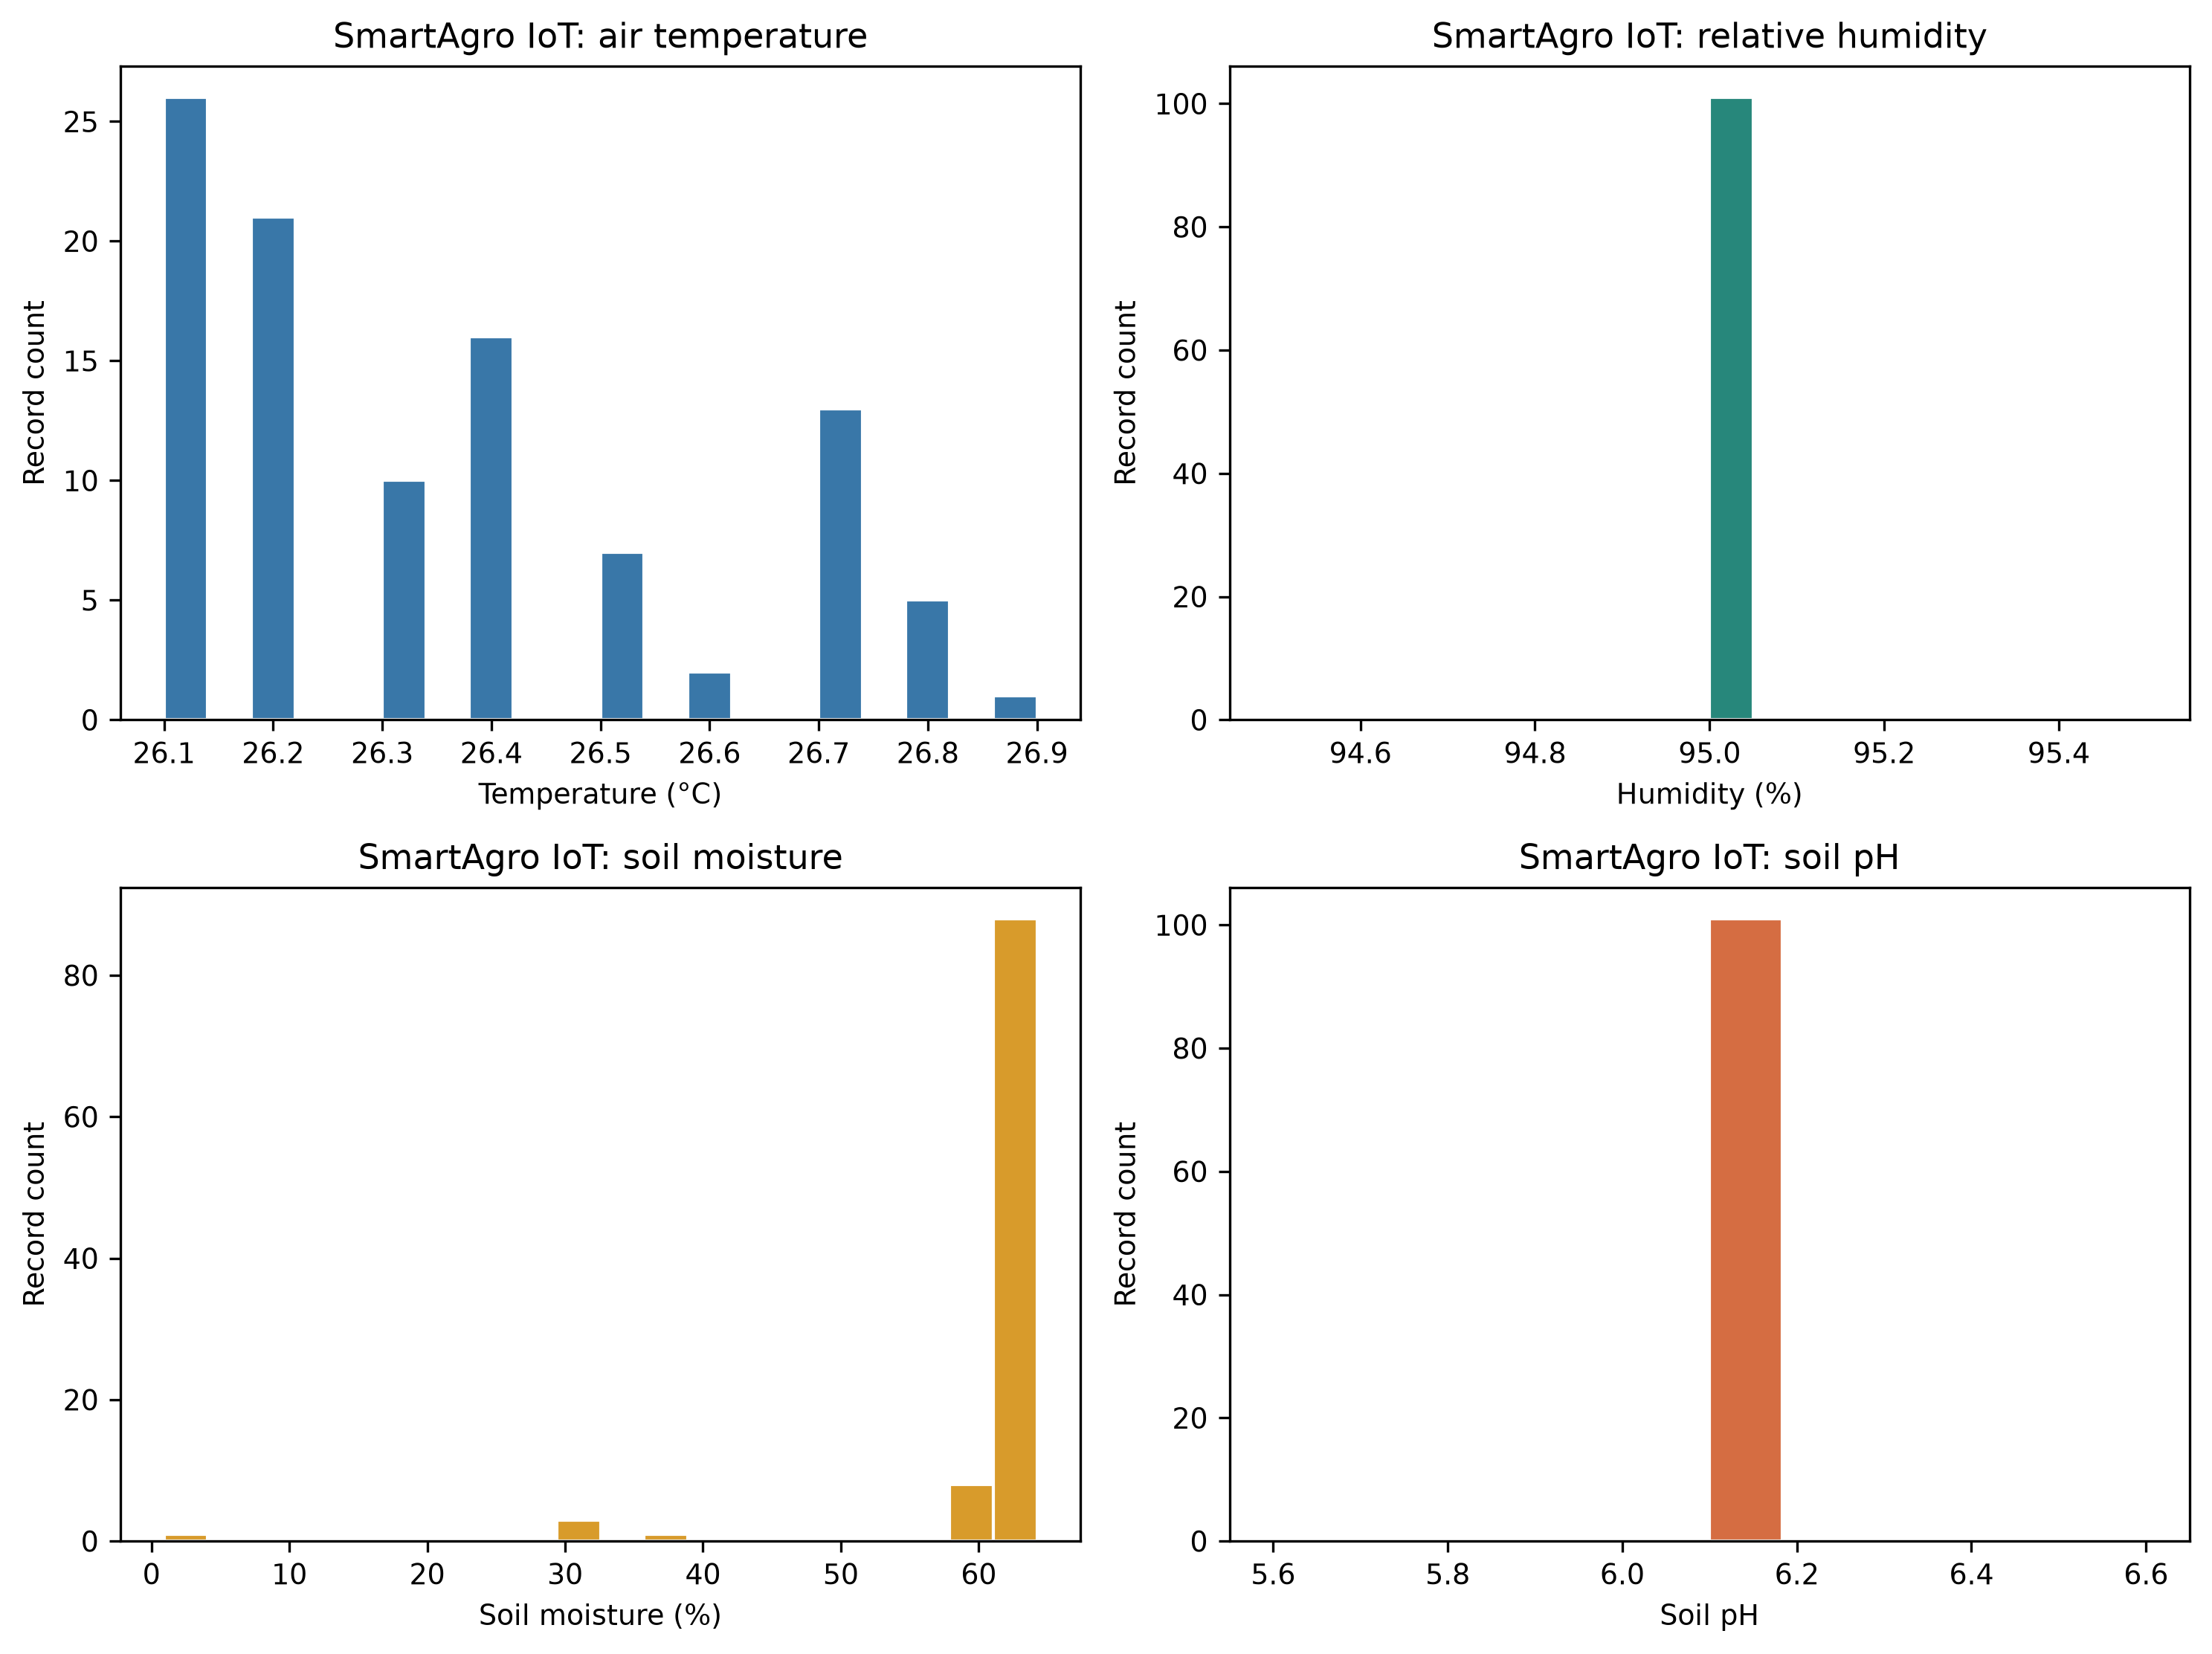 SmartAgro IoT: air temperature
Record count
25
20
15
10
5
0
26.1 26.2 26.3 26.4 26.5 26.6 26.7 26.8 26.9
Temperature (°C)
SmartAgro IoT: relative humidity
Record count
100
80
60
40
20
0
94.6 94.8 95.0 95.2 95.4
Humidity (%)
SmartAgro IoT: soil moisture
Record count
80
60
40
20
0
0 10 20 30 40 50 60
Soil moisture (%)
SmartAgro IoT: soil pH
Record count
100
80
60
40
20
0
5.6 5.8 6.0 6.2 6.4 6.6
Soil pH